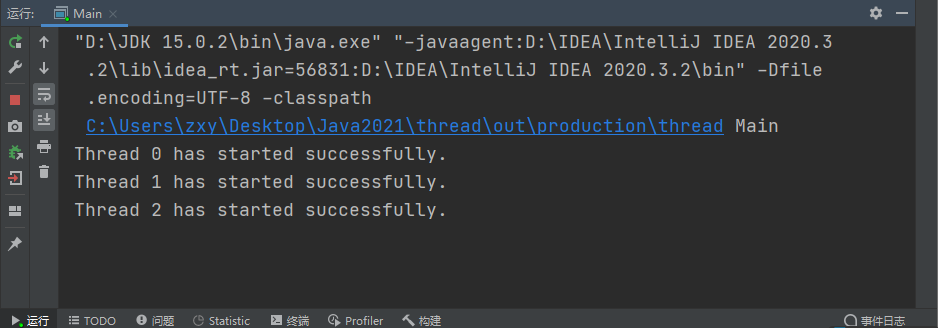 运行: Main
"D:\JDK 15.0.2\bin\java.exe" "-javaagent:D:\IDEA\IntelliJ IDEA 2020.3
.2\lib\idea_rt.jar=56831:D:\IDEA\IntelliJ IDEA 2020.3.2\bin" -Dfile
.encoding=UTF-8 -classpath
C:\Users\zxy\Desktop\Java2021\thread\out\production\thread Main
Thread 0 has started successfully.
Thread 1 has started successfully.
Thread 2 has started successfully.
运行 TODO 问题 Statistic 终端 Profiler 构建 事件日志